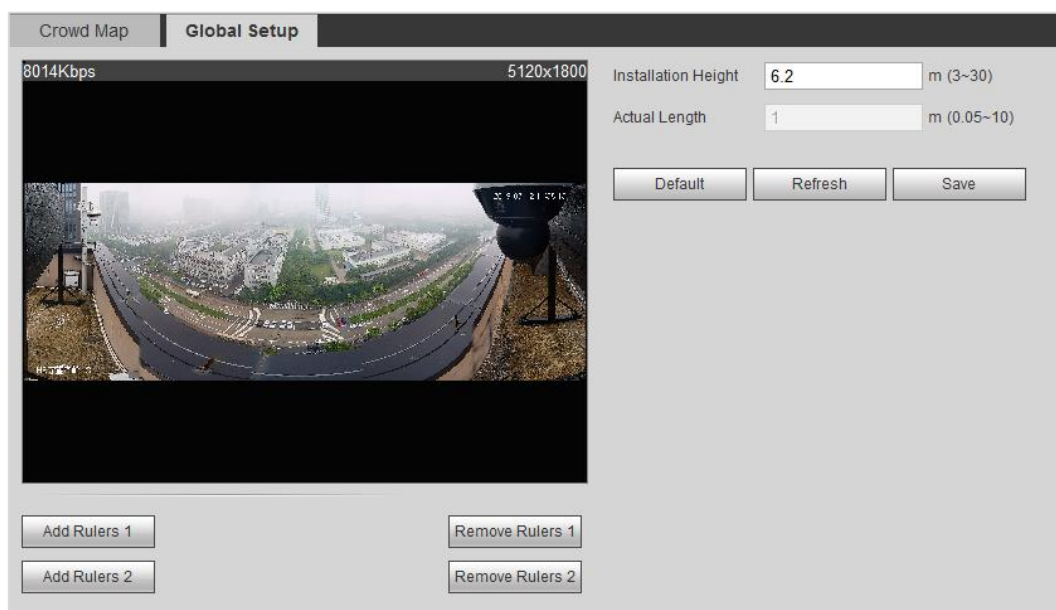 Crowd Map
Global Setup
8014Kbps 5120x1800
Installation Height 6.2 m (3~30)
Actual Length 1 m (0.05~10)
Default Refresh Save
Add Rulers 1 Remove Rulers 1
Add Rulers 2 Remove Rulers 2